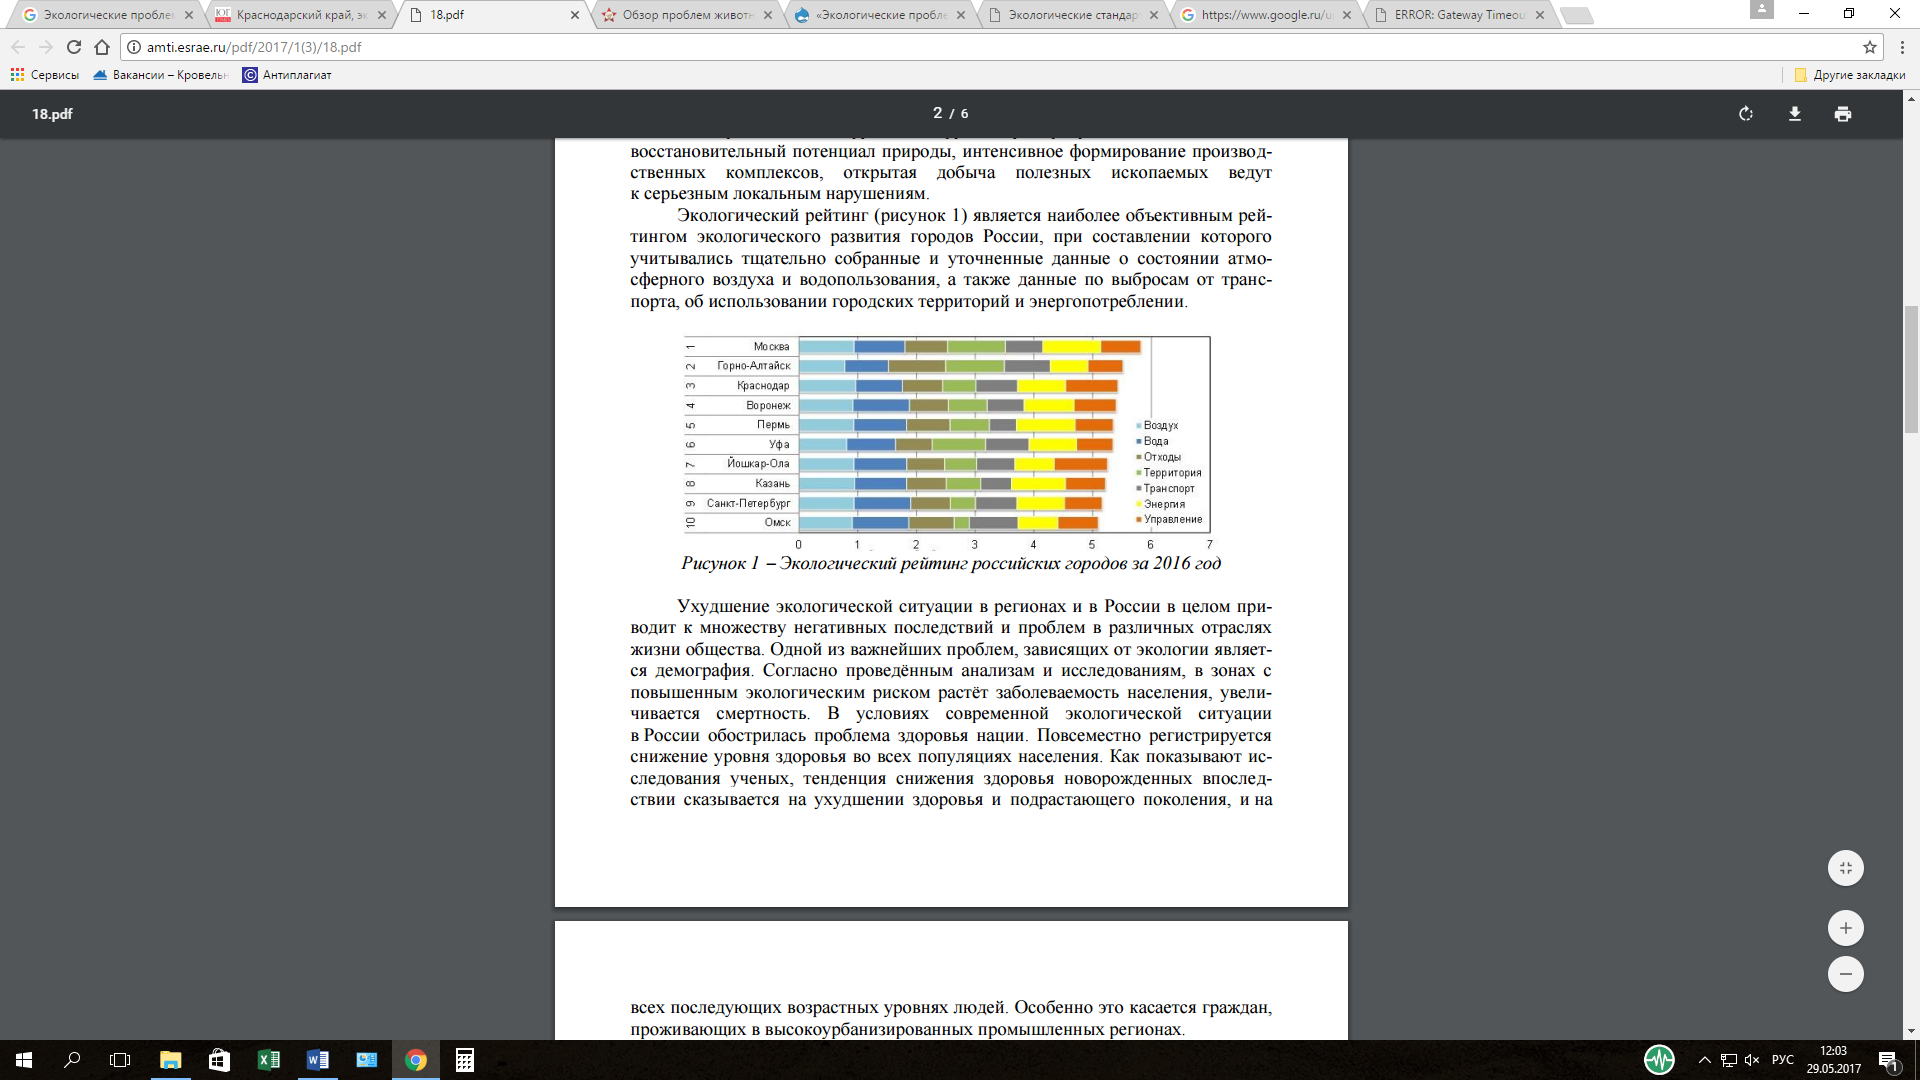 Экологические пробле
Краснодарский край, эк
18.pdf
Обзор проблем животн
«Экологические пробле
Экологические стандар
https://www.google.ru/u
ERROR: Gateway Timeou
amti.esrae.ru/pdf/2017/1(3)/18.pdf
Сервисы
Вакансии – Кровельн
Антиплагиат
Другие закладки
18.pdf
2 / 6
восстановительный потенциал природы, интенсивное формирование производ-
ственных комплексов, открытая добыча полезных ископаемых ведут
к серьезным локальным нарушениям.
Экологический рейтинг (рисунок 1) является наиболее объективным рей-
тингом экологического развития городов России, при составлении которого
учитывались тщательно собранные и уточненные данные о состоянии атмо-
сферного воздуха и водопользования, а также данные по выбросам от транс-
порта, об использовании городских территорий и энергопотреблении.
1 Москва
2 Горно-Алтайск
3 Краснодар
4 Воронеж
5 Пермь
6 Уфа
7 Йошкар-Ола
8 Казань
9 Санкт-Петербург
10 Омск
Воздух
Вода
Отходы
Территория
Транспорт
Энергия
Управление
0 1 2 3 4 5 6 7
Рисунок 1 – Экологический рейтинг российских городов за 2016 год
Ухудшение экологической ситуации в регионах и в России в целом при-
водит к множеству негативных последствий и проблем в различных отраслях
жизни общества. Одной из важнейших проблем, зависящих от экологии являет-
ся демография. Согласно проведённым анализам и исследованиям, в зонах с
повышенным экологическим риском растёт заболеваемость населения, увели-
чивается смертность. В условиях современной экологической ситуации
в России обострилась проблема здоровья нации. Повсеместно регистрируется
снижение уровня здоровья во всех популяциях населения. Как показывают ис-
следования ученых, тенденция снижения здоровья новорожденных впослед-
ствии сказывается на ухудшении здоровья и подрастающего поколения, и на
всех последующих возрастных уровнях людей. Особенно это касается граждан,
проживающих в высокоурбанизированных промышленных регионах.
РУС
12:03
29.05.2017
1